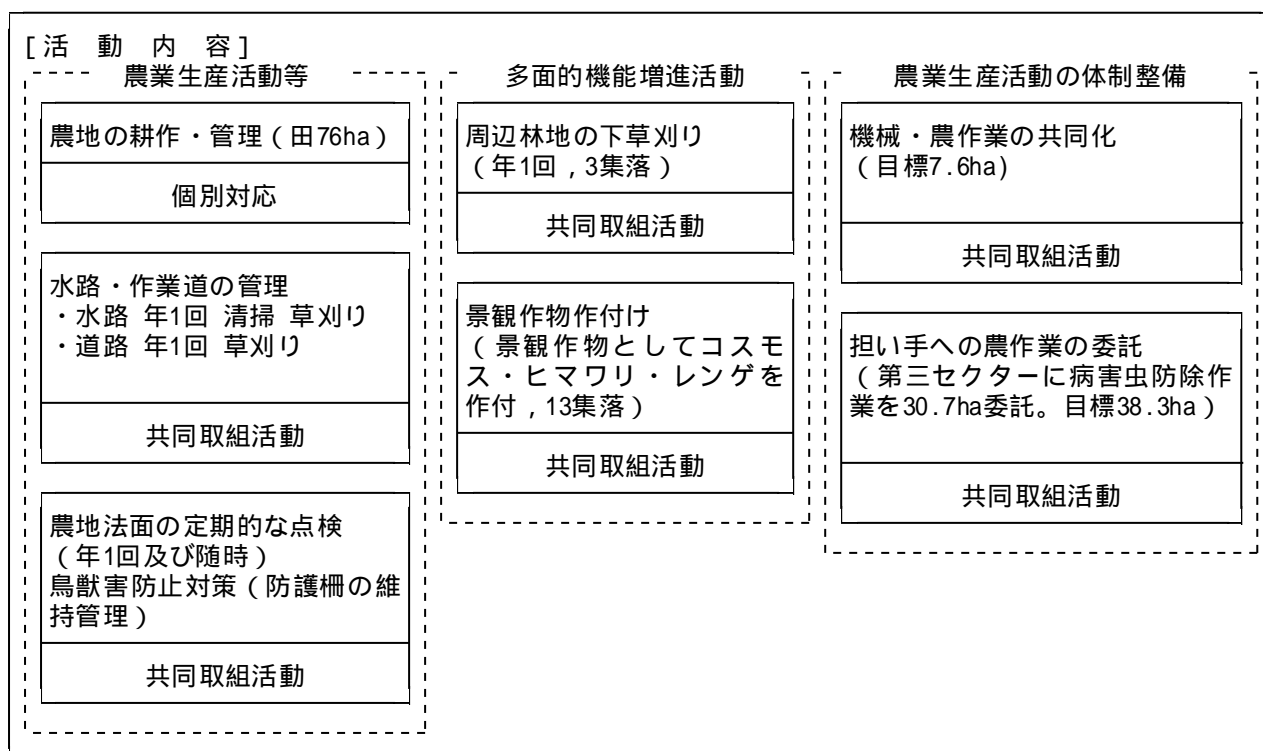 [活 動 内 容]
農業生産活動等
農地の耕作・管理(田76ha)
個別対応
水路・作業道の管理
・水路 年1回 清掃 草刈り
・道路 年1回 草刈り
共同取組活動
農地法面の定期的な点検
(年1回及び随時)
鳥獣害防止対策(防護柵の維
持管理)
共同取組活動
多面的機能増進活動
周辺林地の下草刈り
(年1回,3集落)
共同取組活動
景観作物作付け
(景観作物としてコスモ
ス・ヒマワリ・レンゲを
作付,13集落)
共同取組活動
農業生産活動の体制整備
機械・農作業の共同化
(目標7.6ha)
共同取組活動
担い手への農作業の委託
(第三セクターに病害虫防除作
業を30.7ha委託。目標38.3ha)
共同取組活動